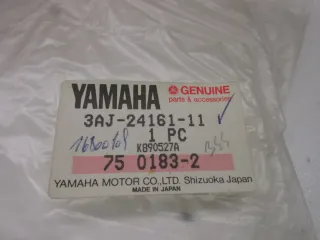 YAMAHA GENUINE
parts & accessories
3AJ-24161-11
1 PC
KB90527A
75 0183-2
YAMAHA MOTOR CO.,LTD. Shizuoka Japan
MADE IN JAPAN